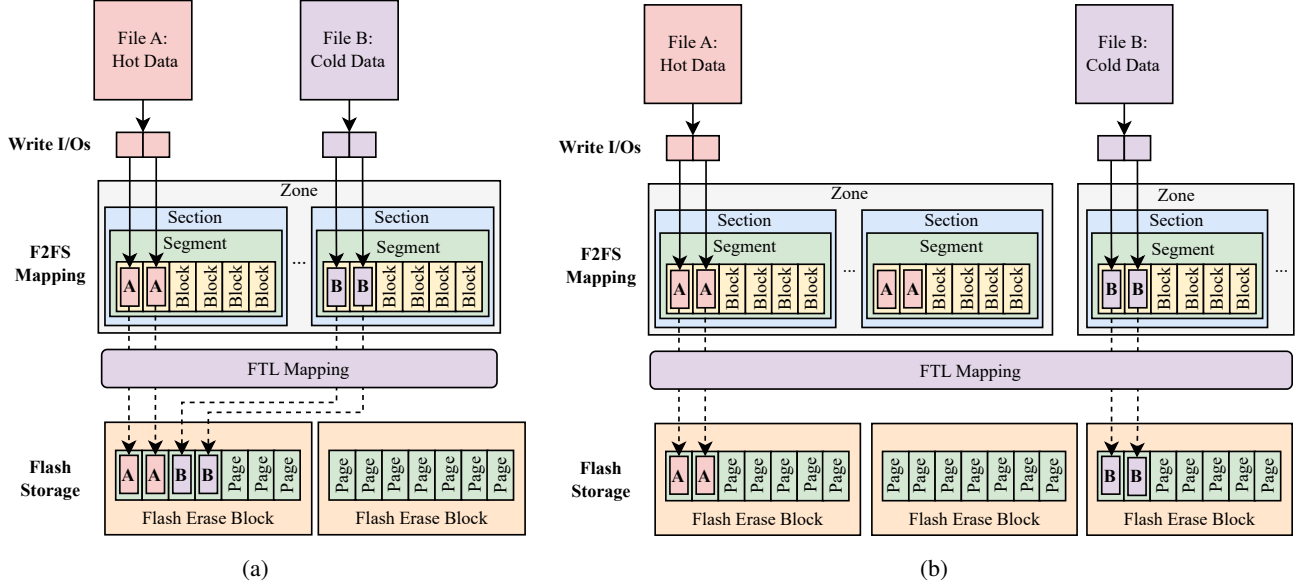 File A:
Hot Data
File B:
Cold Data
Write I/Os
Zone
Section
Section
F2FS
Mapping
Segment
Segment
A A Block Block Block Block
...
B B Block Block Block Block
FTL Mapping
Flash
Storage
A A B B Page Page Page
Page Page Page Page Page Page Page
Flash Erase Block
Flash Erase Block
(a)
File A:
Hot Data
File B:
Cold Data
Write I/Os
Zone
Zone
Section
Section
Section
F2FS
Mapping
Segment
Segment
Segment
A A Block Block Block Block
...
A A Block Block Block Block
B B Block Block Block Block
...
FTL Mapping
Flash
Storage
A A Page Page Page Page Page
Page Page Page Page Page Page Page
B B Page Page Page Page Page
Flash Erase Block
Flash Erase Block
Flash Erase Block
(b)